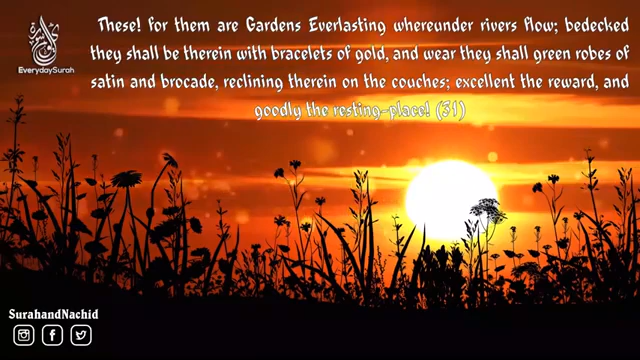 These! for them are Gardens Everlasting whereunder rivers flow; bedecked
they shall be therein with bracelets of gold, and wear they shall green robes of
satin and brocade, reclining therein on the couches; excellent the reward, and
goodly the resting-place! (31)
EverydaySurah
SurahandNachid